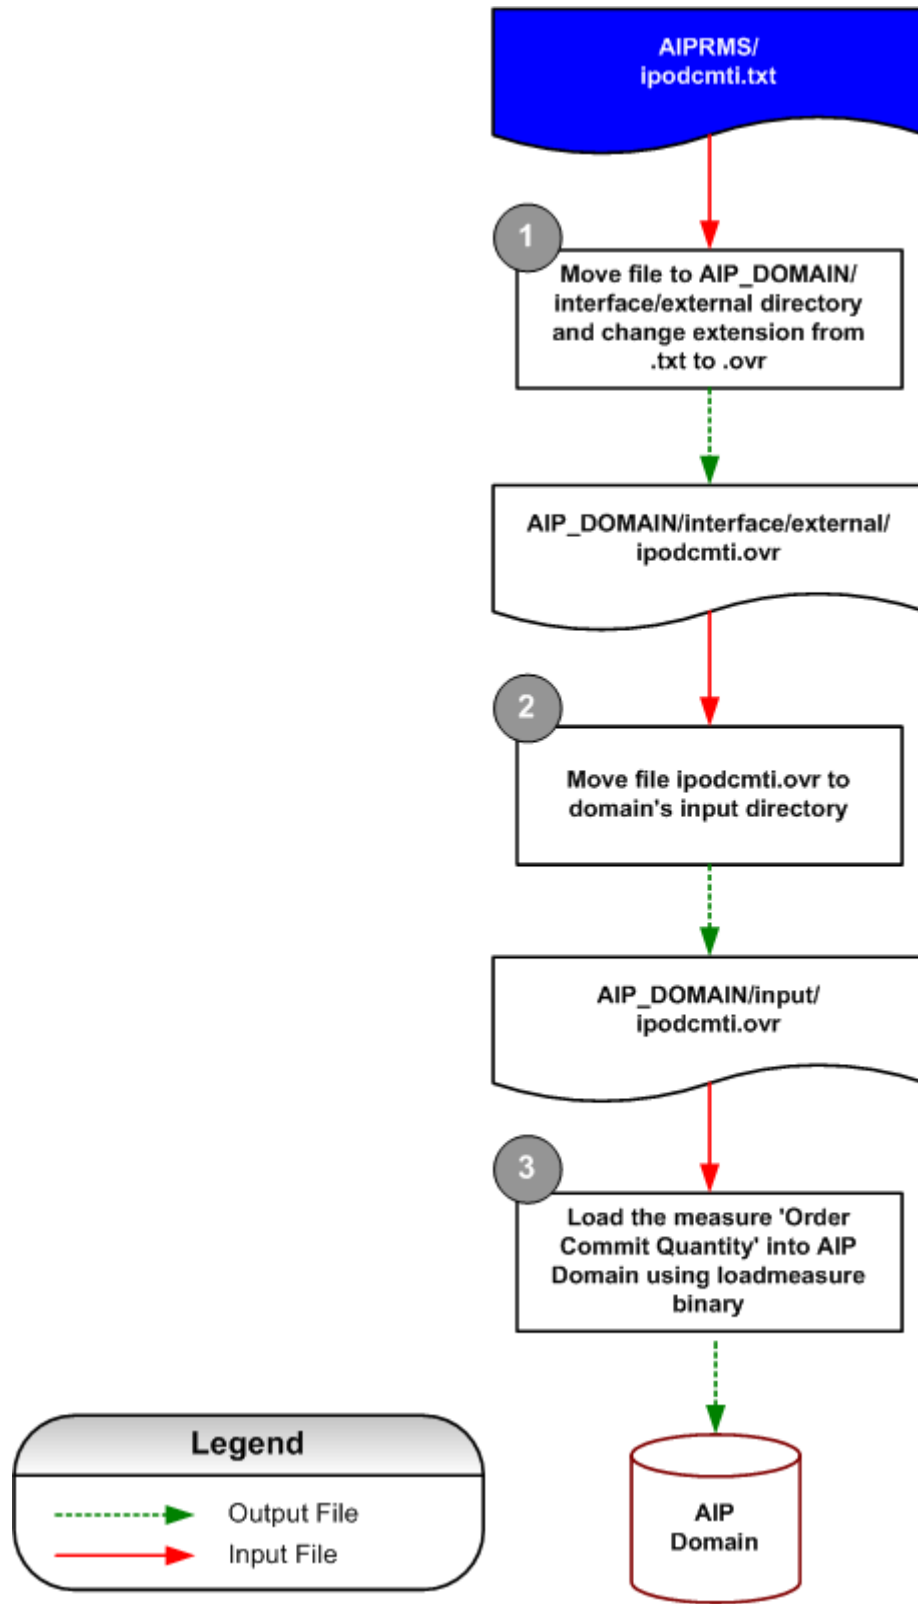 AIPRMS/
ipodcmti.txt
1
Move file to AIP_DOMAIN/
interface/external directory
and change extension from
.txt to .ovr
AIP_DOMAIN/interface/external/
ipodcmti.ovr
2
Move file ipodcmti.ovr to
domain's input directory
AIP_DOMAIN/input/
ipodcmti.ovr
3
Load the measure 'Order
Commit Quantity' into AIP
Domain using loadmeasure
binary
Legend
Output File
Input File
AIP
Domain